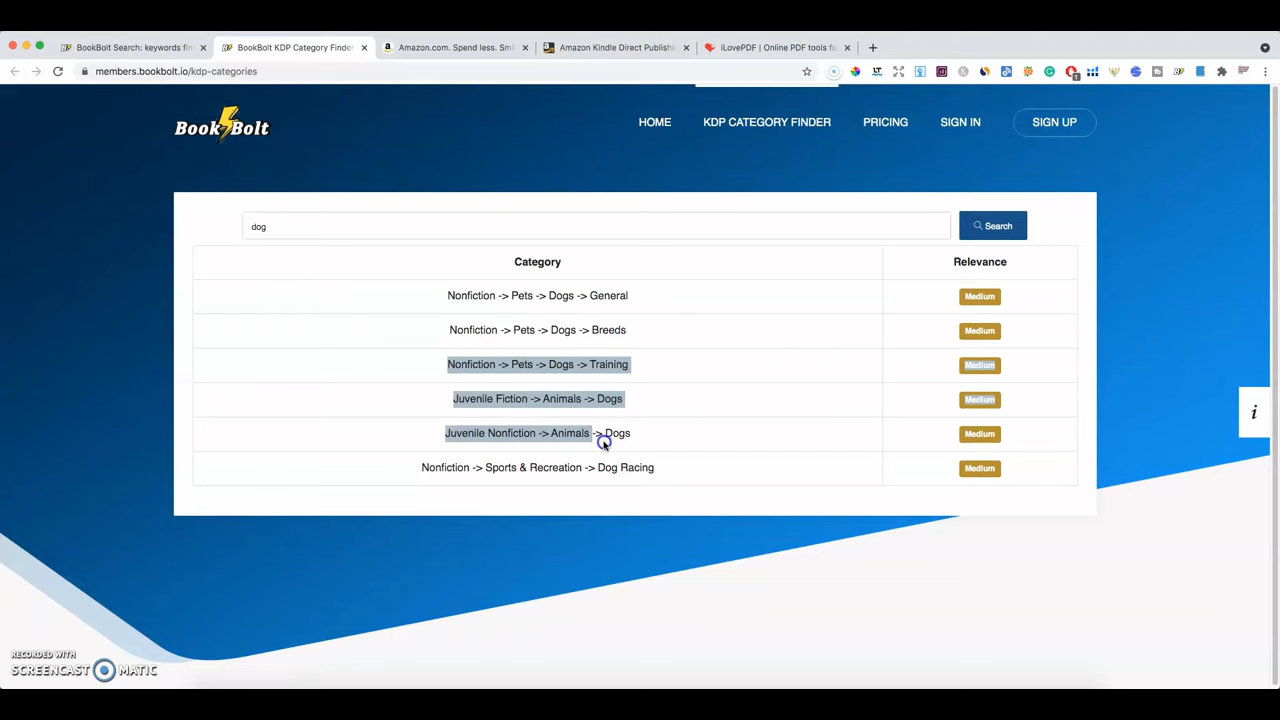 BookBolt Search: keywords fin
BookBolt KDP Category Finder
Amazon.com. Spend less. Smi
Amazon Kindle Direct Publishin
iLovePDF | Online PDF tools fo
members.bookbolt.io/kdp-categories
Book Bolt
HOME
KDP CATEGORY FINDER
PRICING
SIGN IN
SIGN UP
dog
Search
Category
Relevance
Nonfiction -> Pets -> Dogs -> General
Medium
Nonfiction -> Pets -> Dogs -> Breeds
Medium
Nonfiction -> Pets -> Dogs -> Training
Medium
Juvenile Fiction -> Animals -> Dogs
Medium
Juvenile Nonfiction -> Animals -> Dogs
Medium
Nonfiction -> Sports & Recreation -> Dog Racing
Medium
i
RECORDED WITH
SCREENCAST MATIC